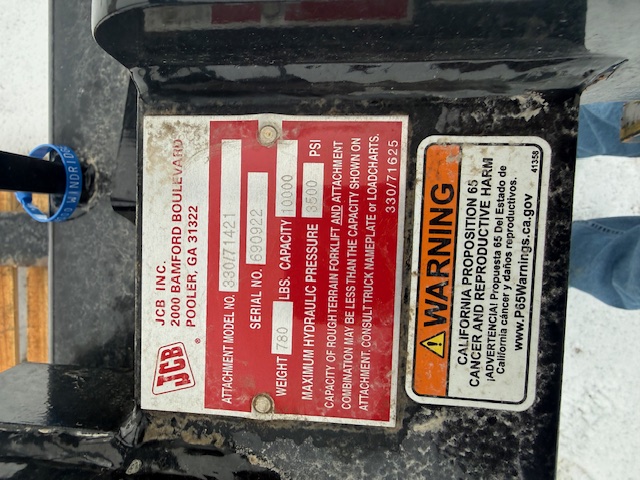 JCB
®
JCB INC.
2000 BAMFORD BOULEVARD
POOLER, GA 31322
ATTACHMENT MODEL NO. 330/71421
SERIAL NO. 690922
WEIGHT 780 LBS. CAPACITY 10000
MAXIMUM HYDRAULIC PRESSURE 3500 PSI
CAPACITY OF ROUGH TERRAIN FORKLIFT AND ATTACHMENT
COMBINATION MAY BE LESS THAN THE CAPACITY SHOWN ON
ATTACHMENT. CONSULT TRUCK NAMEPLATE or LOADCHARTS.
330/71625
WARNING
CALIFORNIA PROPOSITION 65
CANCER AND REPRODUCTIVE HARM
¡ADVERTENCIA! Propuesta 65 Del Estado de
California cáncer y daños reproductivos.
www.P65Warnings.ca.gov
41358